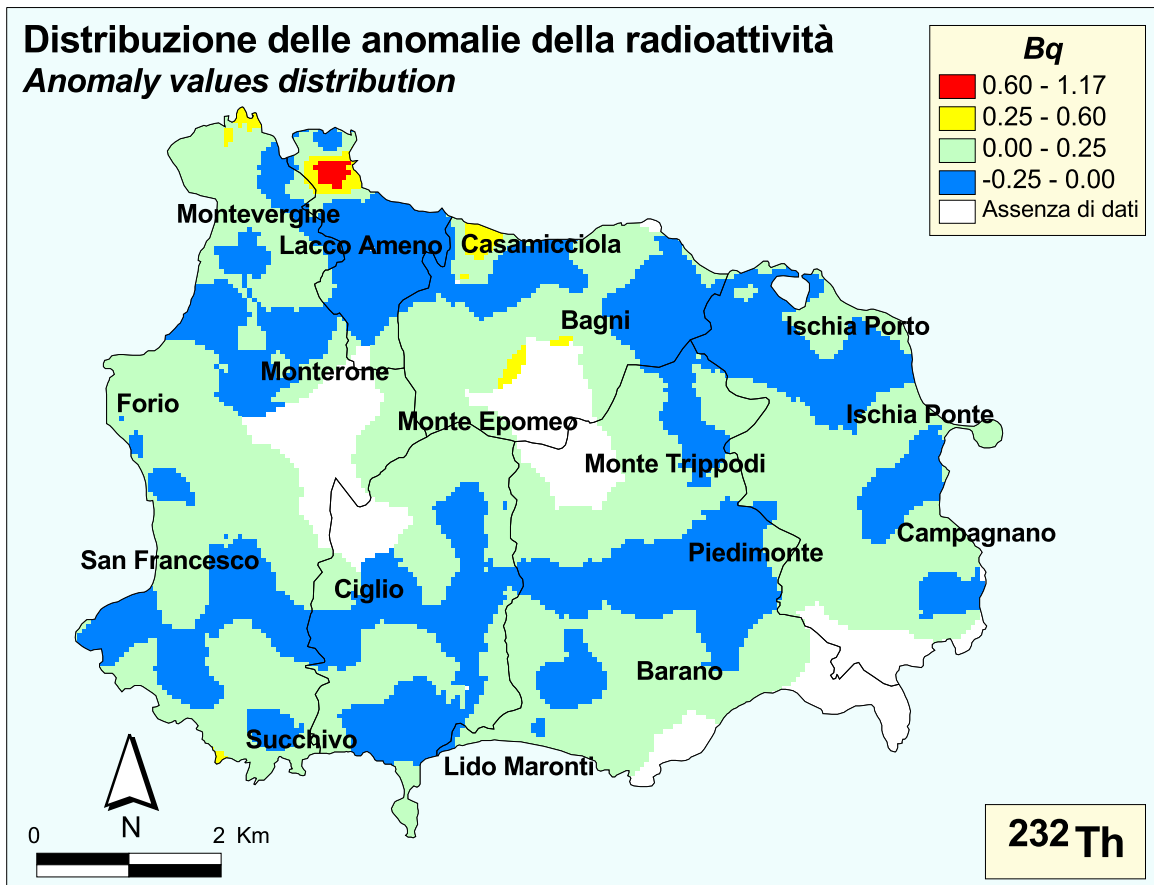 Distribuzione delle anomalie della radioattività
Anomaly values distribution
Bq
0.60 - 1.17
0.25 - 0.60
0.00 - 0.25
-0.25 - 0.00
Assenza di dati
Montevergine
Lacco Ameno
Casamicciola
Bagni
Ischia Porto
Monterone
Forio
Monte Epomeo
Ischia Ponte
Monte Trippodi
San Francesco
Campagnano
Piedimonte
Ciglio
Barano
Succhivo
Lido Maronti
N
0 2 Km
232 Th